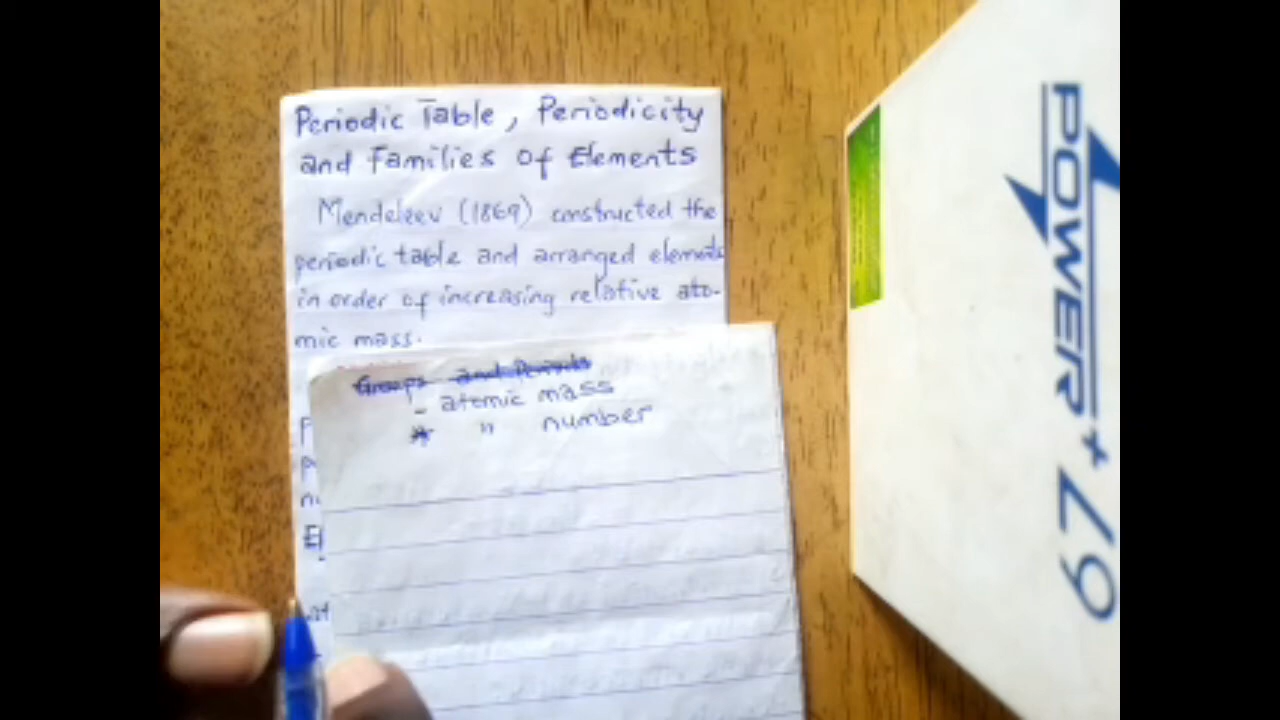 Periodic Table, Periodicity
and Families of Elements
Mendeleev (1869) constructed the
periodic table and arranged elements
in order of increasing relative ato-
mic mass.
Groups and Periods
- atomic mass
" number
POWER+ L9